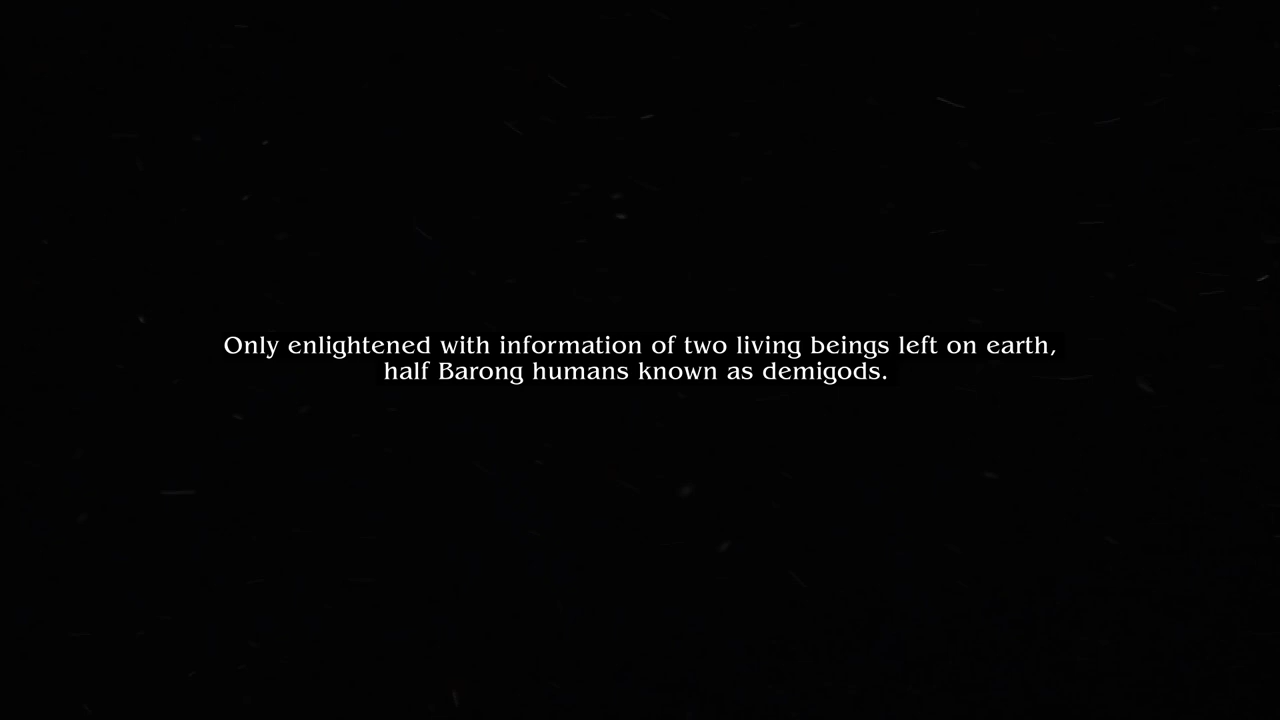 Only enlightened with information of two living beings left on earth,
half Barong humans known as demigods.